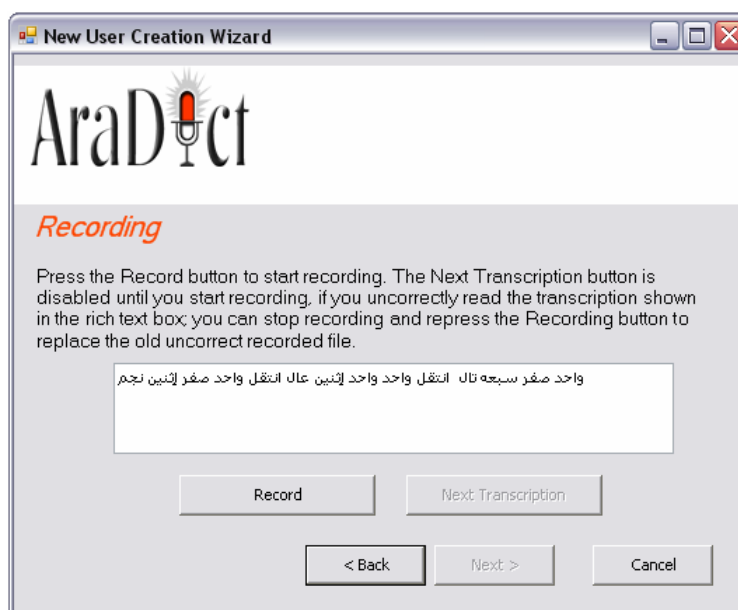 New User Creation Wizard
AraDict
Recording
Press the Record button to start recording. The Next Transcription button is
disabled until you start recording, if you uncorrectly read the transcription shown
in the rich text box; you can stop recording and repress the Recording button to
replace the old uncorrect recorded file.
واحد صفر سبعه تال انتقل واحد واحد إثنين عال انتقل واحد صفر إثنين نجم
Record
Next Transcription
< Back
Next >
Cancel